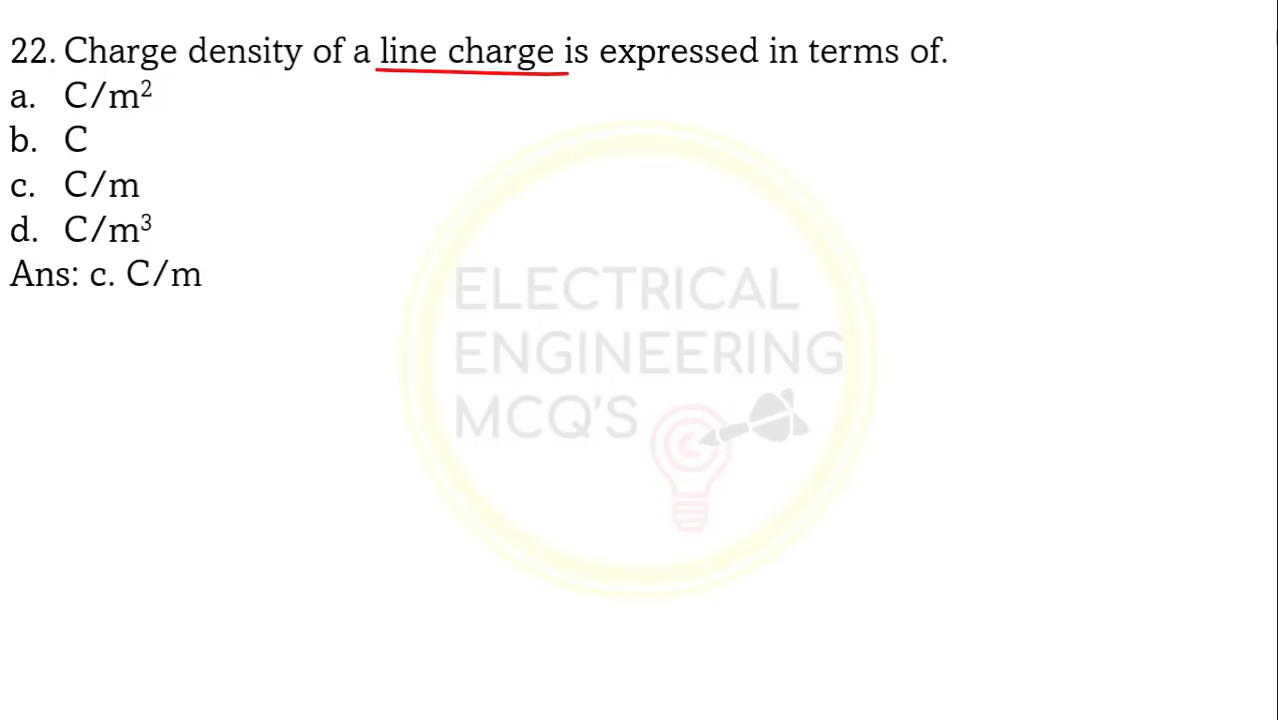 22. Charge density of a line charge is expressed in terms of.
a. C/m²
b. C
c. C/m
d. C/m³
Ans: c. C/m
ELECTRICAL
ENGINEERING
MCQ'S